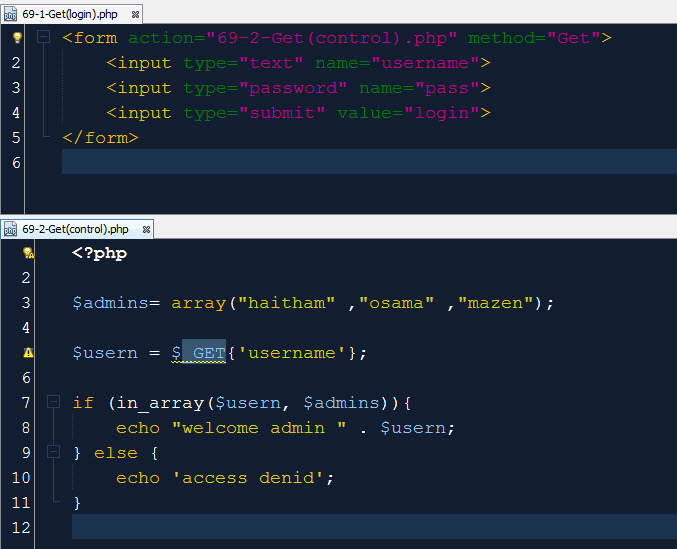 69-1-Get(login).php
<form action="69-2-Get(control).php" method="Get">
2 <input type="text" name="username">
3 <input type="password" name="pass">
4 <input type="submit" value="login">
5 </form>
6
69-2-Get(control).php
<?php
2
3 $admins= array("haitham" ,"osama" ,"mazen");
4
$usern = $_GET{'username'};
6
7 if (in_array($usern, $admins)){
8 echo "welcome admin " . $usern;
9 } else {
10 echo 'access denid';
11 }
12